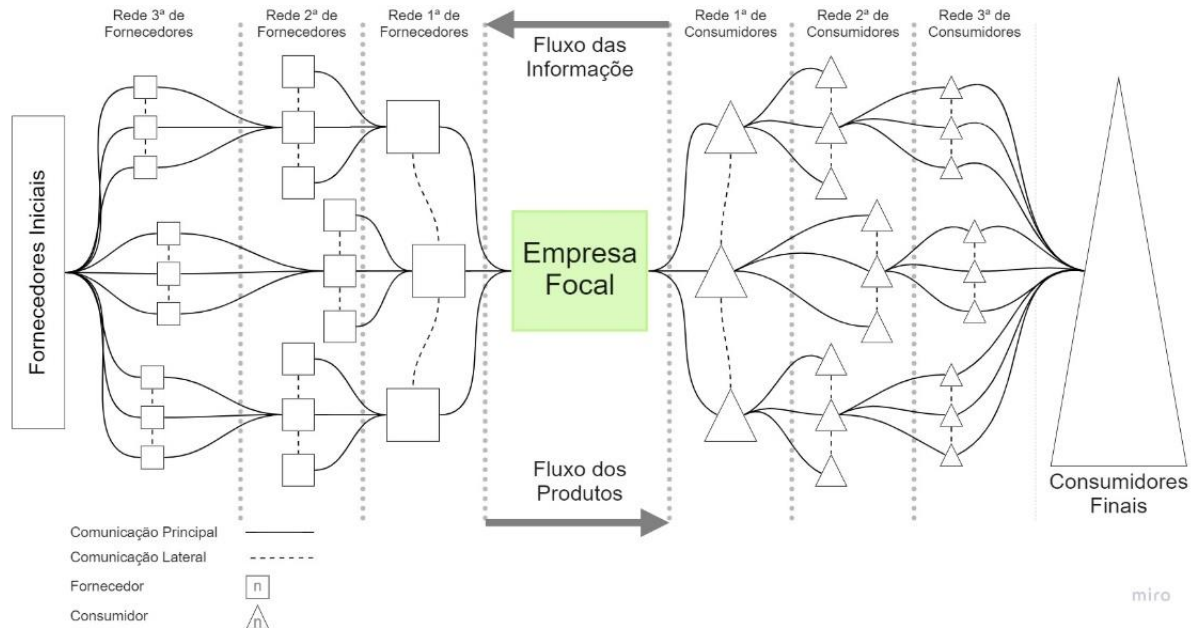 Rede 3ª de
Fornecedores
Rede 2ª de
Fornecedores
Rede 1ª de
Fornecedores
Fluxo das
Informaçõe
Rede 1ª de
Consumidores
Rede 2ª de
Consumidores
Rede 3ª de
Consumidores
Fornecedores Iniciais
Empresa
Focal
Fluxo dos
Produtos
Consumidores
Finais
Comunicação Principal
Comunicação Lateral
Fornecedor
n
Consumidor
n
miro